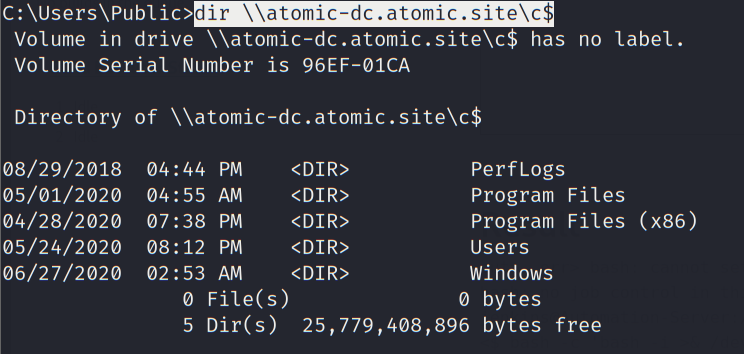 C:\Users\Public>dir \\atomic-dc.atomic.site\c$
 Volume in drive \\atomic-dc.atomic.site\c$ has no label.
 Volume Serial Number is 96EF-01CA

 Directory of \\atomic-dc.atomic.site\c$

08/29/2018  04:44 PM    <DIR>          PerfLogs
05/01/2020  04:55 AM    <DIR>          Program Files
04/28/2020  07:38 PM    <DIR>          Program Files (x86)
05/24/2020  08:12 PM    <DIR>          Users
06/27/2020  02:53 AM    <DIR>          Windows
               0 File(s)              0 bytes
               5 Dir(s)  25,779,408,896 bytes free